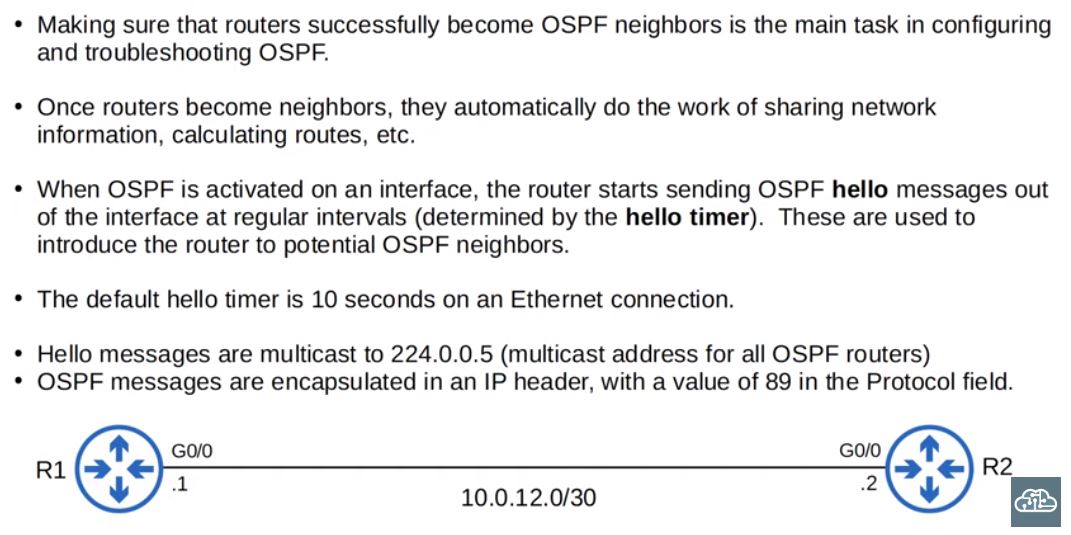 • Making sure that routers successfully become OSPF neighbors is the main task in configuring
and troubleshooting OSPF.
• Once routers become neighbors, they automatically do the work of sharing network
information, calculating routes, etc.
• When OSPF is activated on an interface, the router starts sending OSPF hello messages out
of the interface at regular intervals (determined by the hello timer).  These are used to
introduce the router to potential OSPF neighbors.
• The default hello timer is 10 seconds on an Ethernet connection.
• Hello messages are multicast to 224.0.0.5 (multicast address for all OSPF routers)
• OSPF messages are encapsulated in an IP header, with a value of 89 in the Protocol field.
R1
G0/0
.1
10.0.12.0/30
G0/0
.2
R2